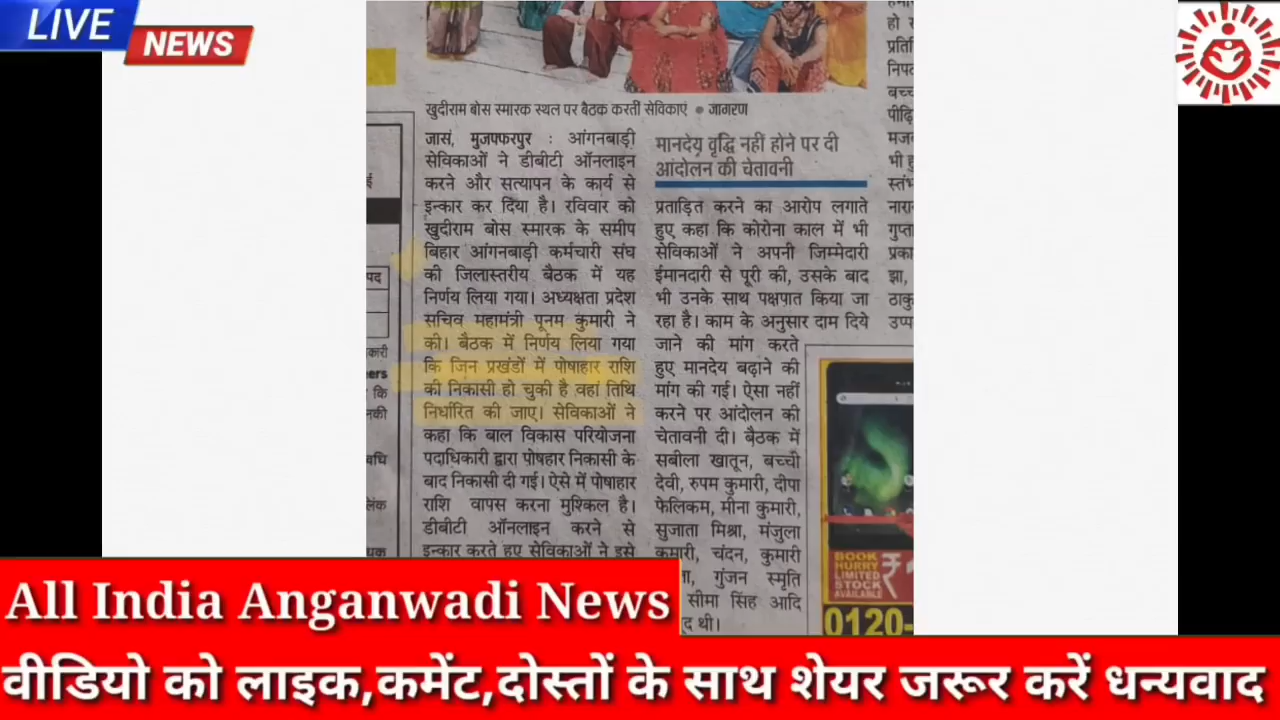 LIVE
NEWS
खुदीराम बोस स्मारक स्थल पर बैठक करतीं सेविकाएं ● जागरण
जासं, मुजफ्फरपुर : आंगनबाड़ी
सेविकाओं ने डीबीटी ऑनलाइन
करने और सत्यापन के कार्य से
इन्कार कर दिया है। रविवार को
खुदीराम बोस स्मारक के समीप
बिहार आंगनबाड़ी कर्मचारी संघ
की जिलास्तरीय बैठक में यह
निर्णय लिया गया। अध्यक्षता प्रदेश
सचिव महामंत्री पूनम कुमारी ने
की। बैठक में निर्णय लिया गया
कि जिन प्रखंडों में पोषाहार राशि
की निकासी हो चुकी है वहां तिथि
निर्धारित की जाए। सेविकाओं ने
कहा कि बाल विकास परियोजना
पदाधिकारी द्वारा पोषहार निकासी के
बाद निकासी दी गई। ऐसे में पोषाहार
राशि वापस करना मुश्किल है।
डीबीटी ऑनलाइन करने से
इन्कार करते हुए सेविकाओं ने इसे
मानदेय वृद्धि नहीं होने पर दी
आंदोलन की चेतावनी
प्रताड़ित करने का आरोप लगाते
हुए कहा कि कोरोना काल में भी
सेविकाओं ने अपनी जिम्मेदारी
ईमानदारी से पूरी की, उसके बाद
भी उनके साथ पक्षपात किया जा
रहा है। काम के अनुसार दाम दिये
जाने की मांग करते
हुए मानदेय बढ़ाने की
मांग की गई। ऐसा नहीं
करने पर आंदोलन की
चेतावनी दी। बैठक में
सबीला खातून, बच्ची
देवी, रुपम कुमारी, दीपा
फेलिकम, मीना कुमारी,
सुजाता मिश्रा, मंजुला
कुमारी, चंदन, कुमारी
गुंजन स्मृति
सीमा सिंह आदि
थी।
BOOK
HURRY
LIMITED
STOCK
AVAILABLE
₹
0120-
All India Anganwadi News
वीडियो को लाइक,कमेंट,दोस्तों के साथ शेयर जरूर करें धन्यवाद